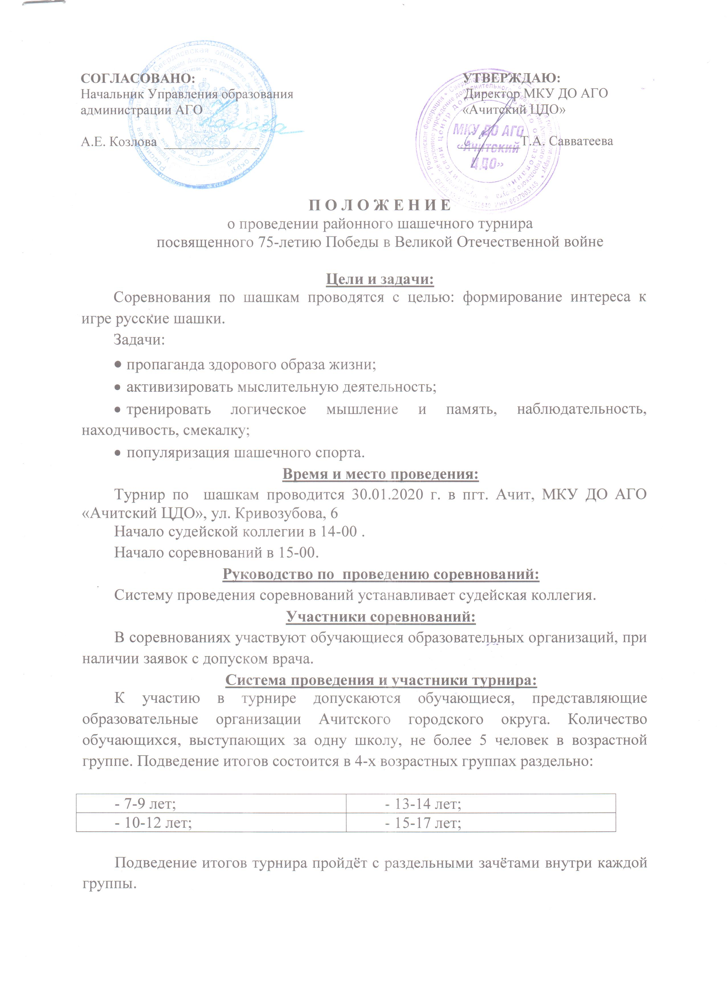 СОГЛАСОВАНО:
Начальник Управления образования
администрации АГО
А.Е. Козлова
УТВЕРЖДАЮ:
Директор МКУ ДО АГО
«Ачитский ЦДО»
Т.А. Савватеева
МКУ ДО АГО
«Ачитский
ЦДО»
П О Л О Ж Е Н И Е
о проведении районного шашечного турнира
посвященного 75-летию Победы в Великой Отечественной войне
Цели и задачи:
Соревнования по шашкам проводятся с целью: формирование интереса к
игре русские шашки.
Задачи:
• пропаганда здорового образа жизни;
• активизировать мыслительную деятельность;
• тренировать логическое мышление и память, наблюдательность,
находчивость, смекалку;
• популяризация шашечного спорта.
Время и место проведения:
Турнир по шашкам проводится 30.01.2020 г. в пгт. Ачит, МКУ ДО АГО
«Ачитский ЦДО», ул. Кривозубова, 6
Начало судейской коллегии в 14-00 .
Начало соревнований в 15-00.
Руководство по проведению соревнований:
Систему проведения соревнований устанавливает судейская коллегия.
Участники соревнований:
В соревнованиях участвуют обучающиеся образовательных организаций, при
наличии заявок с допуском врача.
Система проведения и участники турнира:
К участию в турнире допускаются обучающиеся, представляющие
образовательные организации Ачитского городского округа. Количество
обучающихся, выступающих за одну школу, не более 5 человек в возрастной
группе. Подведение итогов состоится в 4-х возрастных группах раздельно:
- 7-9 лет; - 13-14 лет;
- 10-12 лет; - 15-17 лет;
Подведение итогов турнира пройдёт с раздельными зачётами внутри каждой
группы.